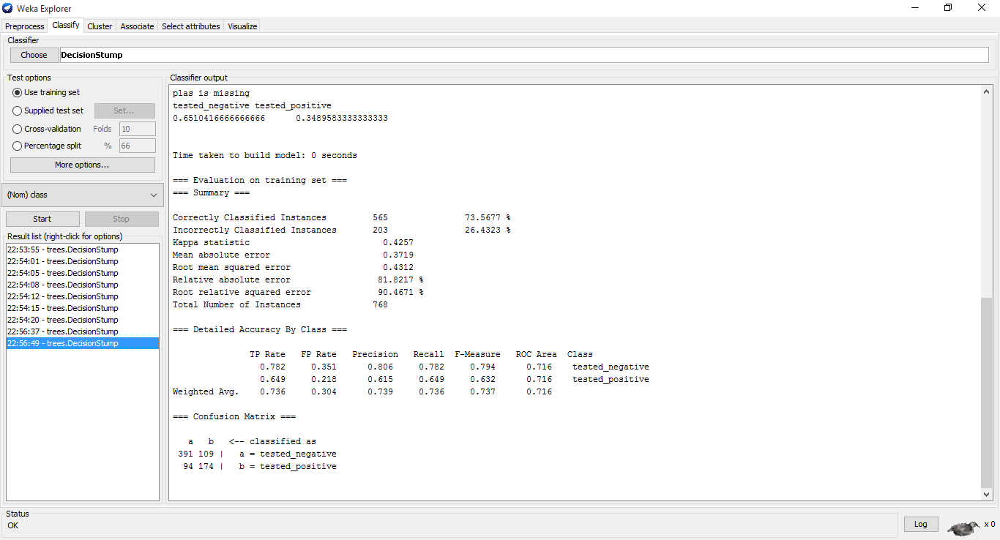 Weka Explorer
Preprocess Classify Cluster Associate Select attributes Visualize
Classifier
Choose DecisionStump
Test options
Use training set
Supplied test set Set...
Cross-validation Folds 10
Percentage split % 66
More options...
(Nom) class
Start Stop
Result list (right-click for options)
22:53:55 - trees.DecisionStump
22:54:01 - trees.DecisionStump
22:54:05 - trees.DecisionStump
22:54:08 - trees.DecisionStump
22:54:12 - trees.DecisionStump
22:54:15 - trees.DecisionStump
22:54:20 - trees.DecisionStump
22:56:37 - trees.DecisionStump
22:56:49 - trees.DecisionStump
Classifier output
plas is missing
tested_negative tested_positive
0.6510416666666666 0.3489583333333333
Time taken to build model: 0 seconds
=== Evaluation on training set ===
=== Summary ===
Correctly Classified Instances 565 73.5677 %
Incorrectly Classified Instances 203 26.4323 %
Kappa statistic 0.4257
Mean absolute error 0.3719
Root mean squared error 0.4312
Relative absolute error 81.8217 %
Root relative squared error 90.4671 %
Total Number of Instances 768
=== Detailed Accuracy By Class ===
TP Rate FP Rate Precision Recall F-Measure ROC Area Class
0.782 0.351 0.806 0.782 0.794 0.716 tested_negative
0.649 0.218 0.615 0.649 0.632 0.716 tested_positive
Weighted Avg. 0.736 0.304 0.739 0.736 0.737 0.716
=== Confusion Matrix ===
a b <-- classified as
391 109 | a = tested_negative
94 174 | b = tested_positive
Status
OK
Log x 0